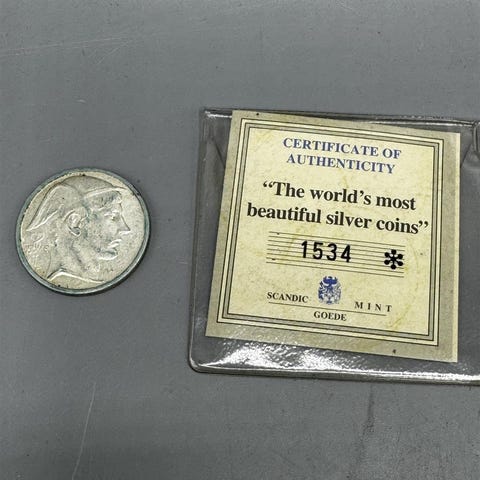 CERTIFICATE OF
AUTHENTICITY
“The world's most
beautiful silver coins”
1534 ✻
SCANDIC MINT
GOEDE